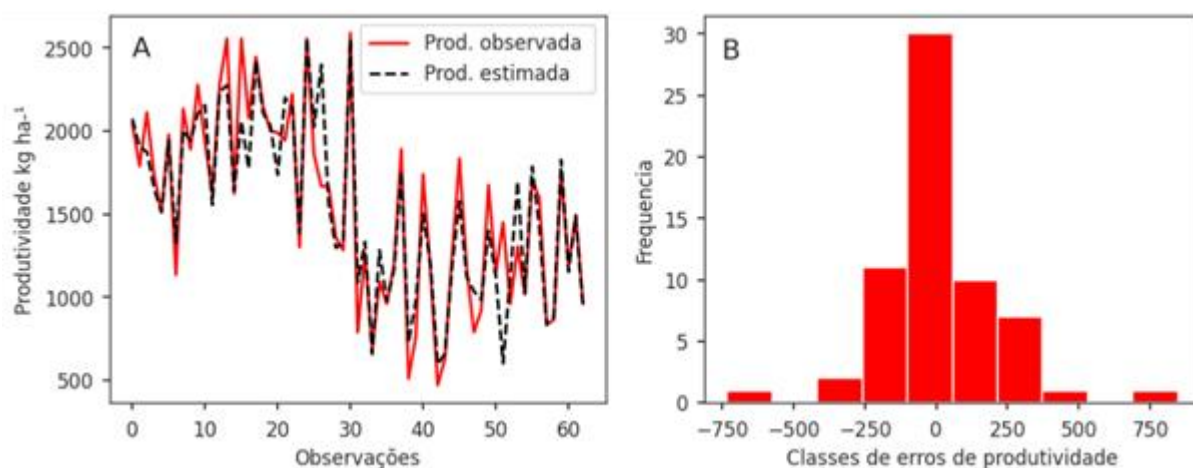 A
Prod. observada
Prod. estimada
2500
2000
1500
1000
500
Produtividade kg ha-¹
0 10 20 30 40 50 60
Observações
B
30
25
20
15
10
5
0
Frequencia
−750 −500 −250 0 250 500 750
Classes de erros de produtividade